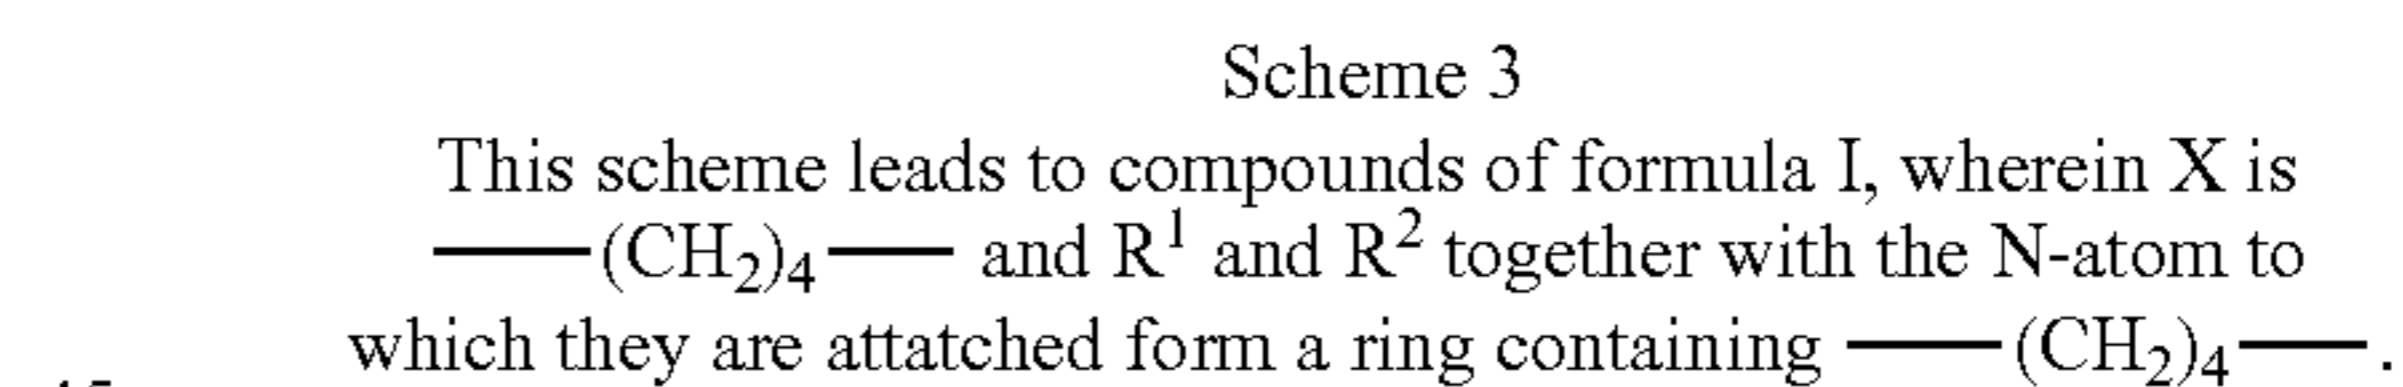 Scheme 3
This scheme leads to compounds of formula I, wherein X is
—(CH₂)₄— and R¹ and R² together with the N-atom to
which they are attatched form a ring containing —(CH₂)₄—.